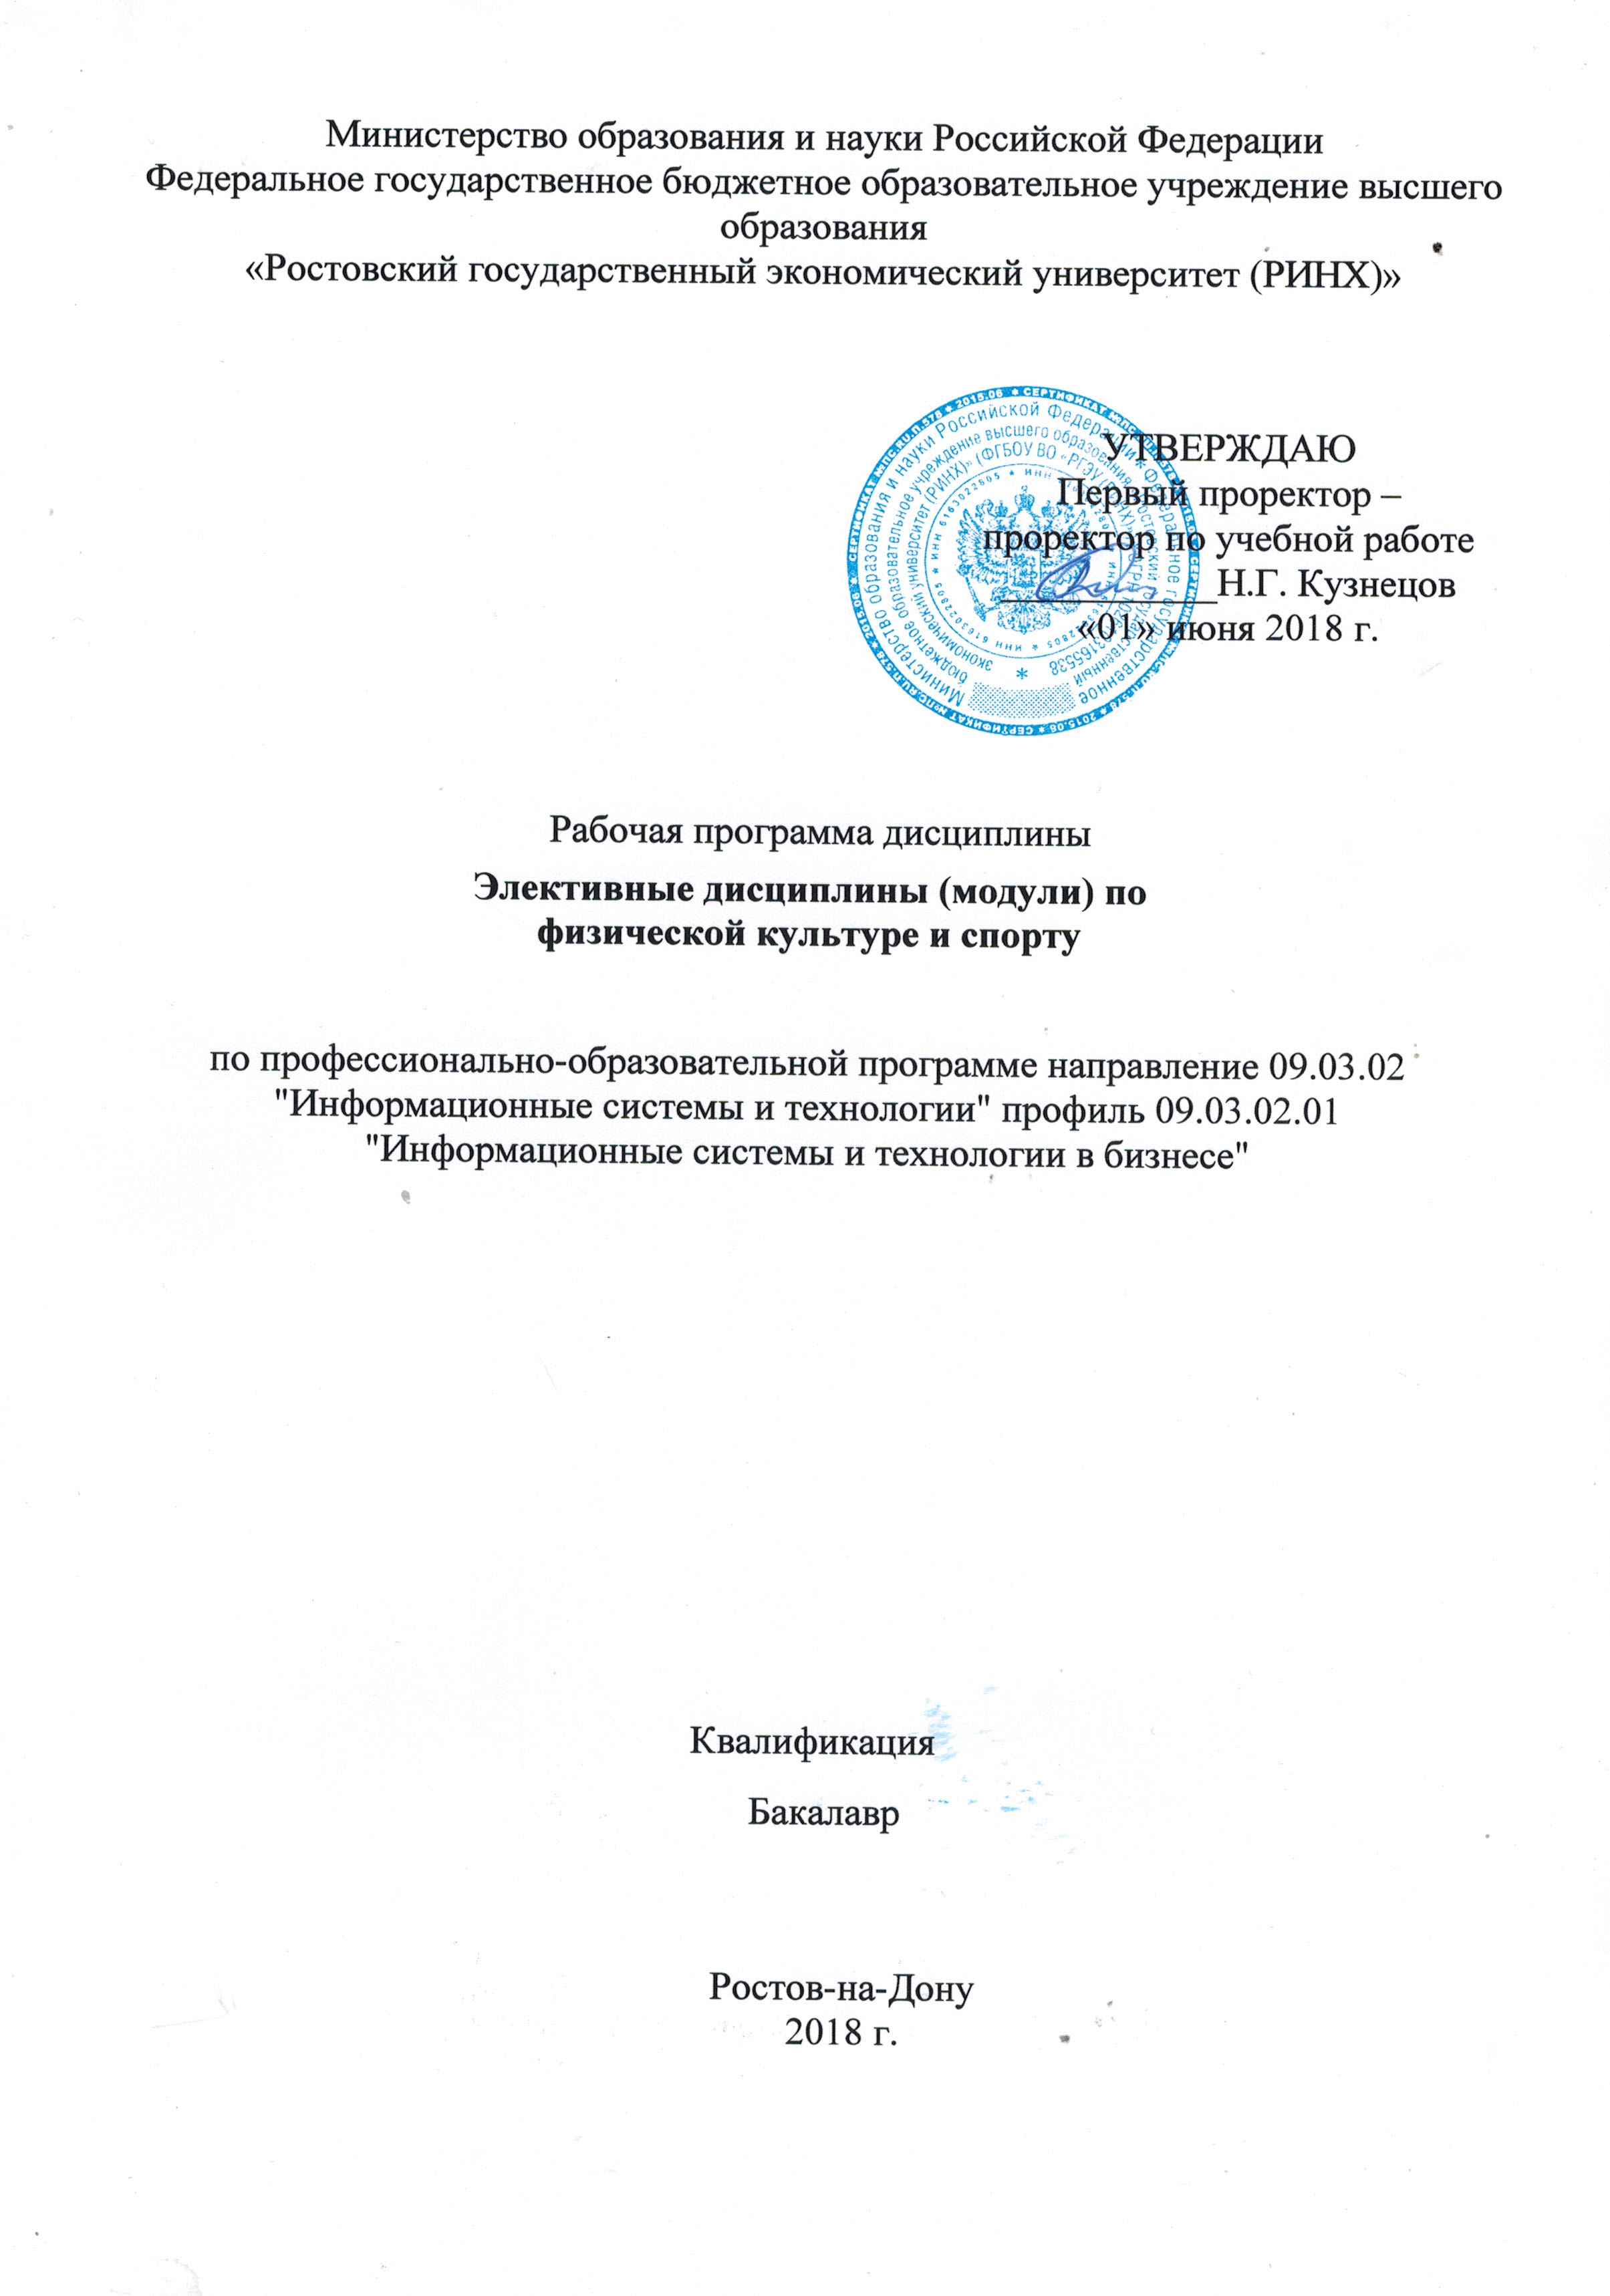 Министерство образования и науки Российской Федерации
Федеральное государственное бюджетное образовательное учреждение высшего
образования
«Ростовский государственный экономический университет (РИНХ)»
УТВЕРЖДАЮ
Первый проректор –
проректор по учебной работе
Н.Г. Кузнецов
«01» июня 2018 г.
Рабочая программа дисциплины
Элективные дисциплины (модули) по
физической культуре и спорту
по профессионально-образовательной программе направление 09.03.02
"Информационные системы и технологии" профиль 09.03.02.01
"Информационные системы и технологии в бизнесе"
Квалификация
Бакалавр
Ростов-на-Дону
2018 г.